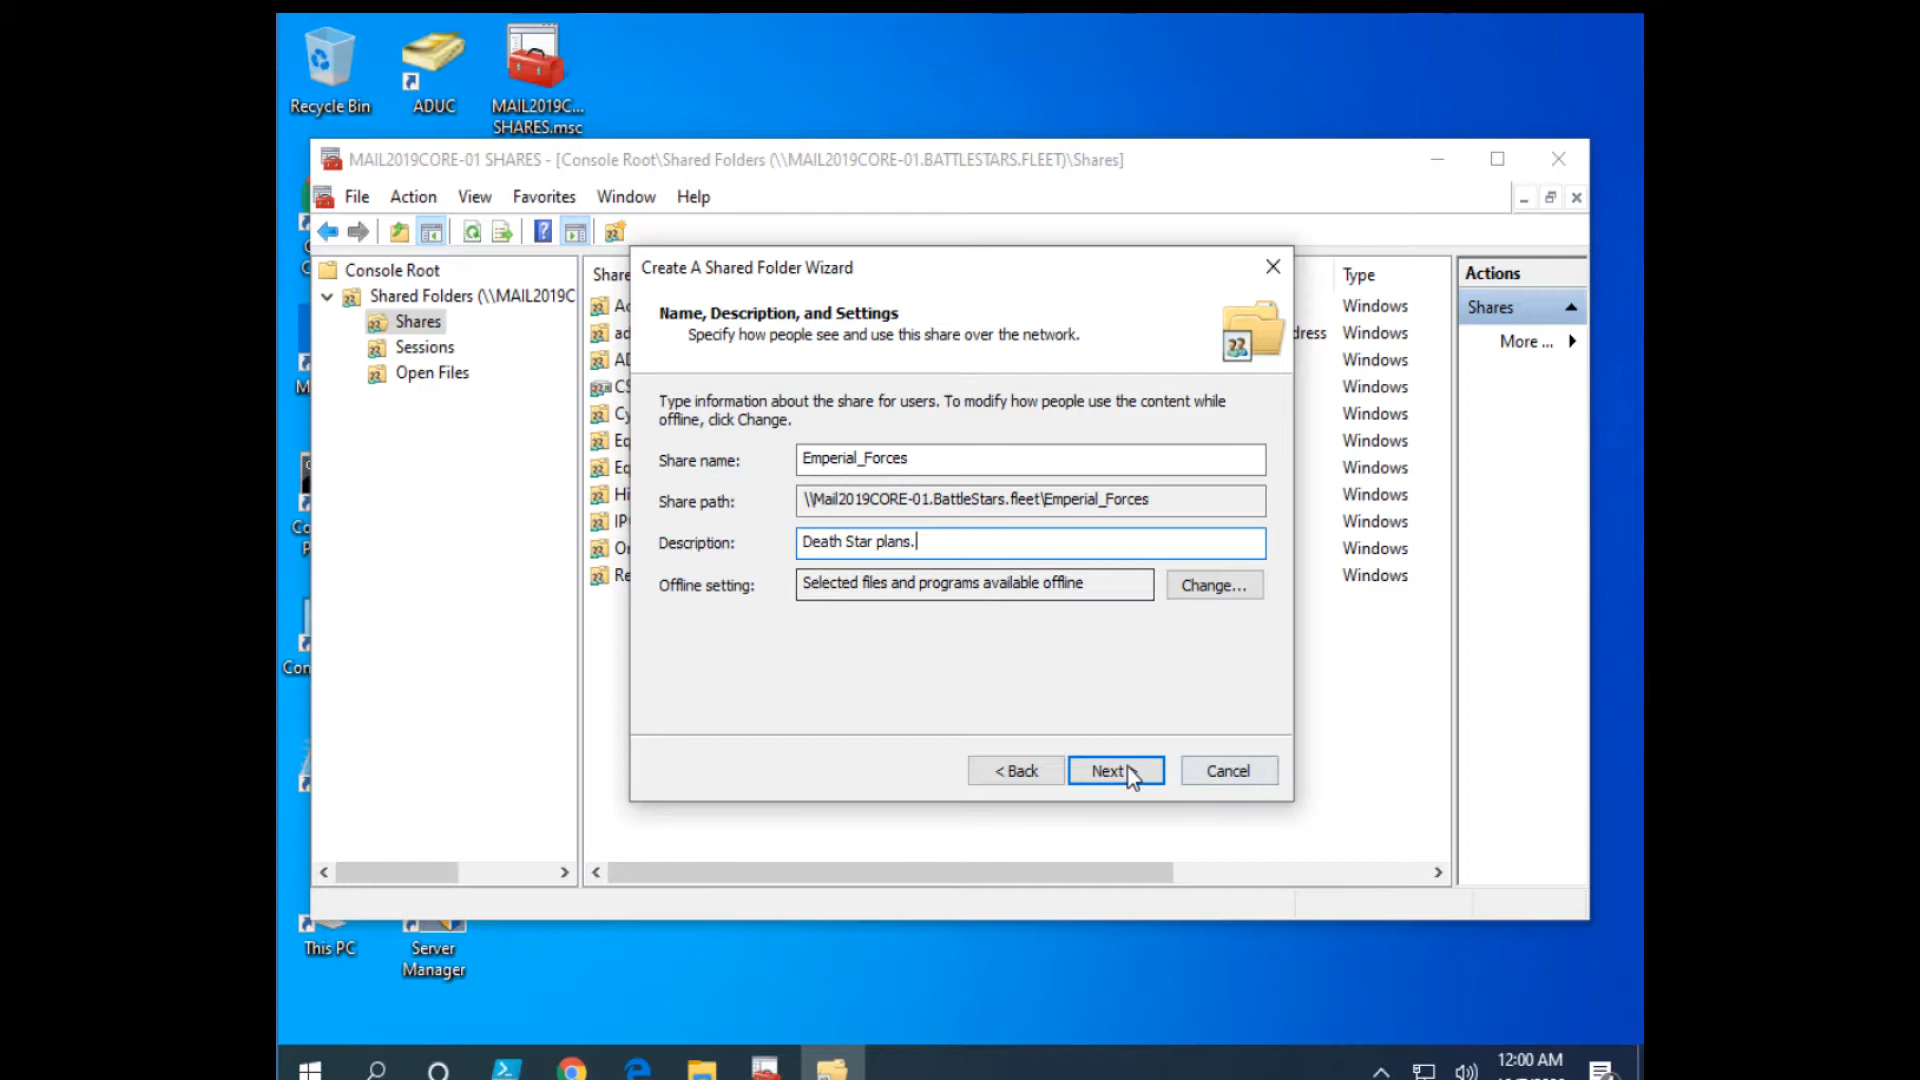 Recycle Bin
ADUC
MAIL2019C...
SHARES.msc
MAIL2019CORE-01 SHARES - [Console Root\Shared Folders (\\MAIL2019CORE-01.BATTLESTARS.FLEET)\Shares]
File Action View Favorites Window Help
Console Root
Shared Folders (\\MAIL2019C
Shares
Sessions
Open Files
Share
Type
Windows
dress Windows
Windows
Windows
Windows
Windows
Windows
Windows
Windows
Windows
Windows
Actions
Shares
More ...
Create A Shared Folder Wizard
Name, Description, and Settings
Specify how people see and use this share over the network.
Type information about the share for users. To modify how people use the content while
offline, click Change.
Share name: Emperial_Forces
Share path: \\Mail2019CORE-01.BattleStars.fleet\Emperial_Forces
Description: Death Star plans.
Offline setting: Selected files and programs available offline Change...
< Back Next Cancel
This PC
Server
Manager
12:00 AM